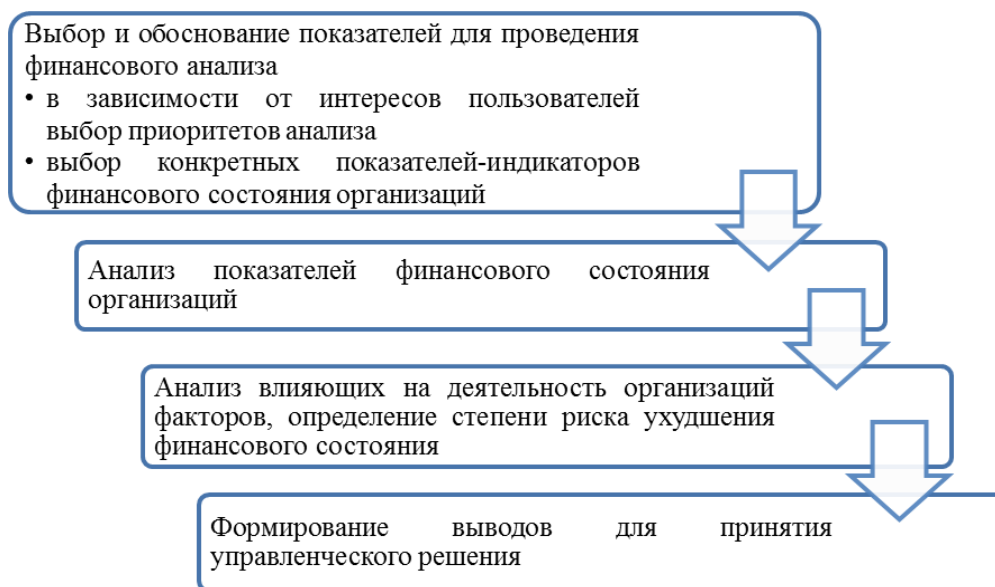 Выбор и обоснование показателей для проведения
финансового анализа
• в зависимости от интересов пользователей
выбор приоритетов анализа
• выбор конкретных показателей-индикаторов
финансового состояния организаций
Анализ показателей финансового состояния
организаций
Анализ влияющих на деятельность организаций
факторов, определение степени риска ухудшения
финансового состояния
Формирование выводов для принятия
управленческого решения